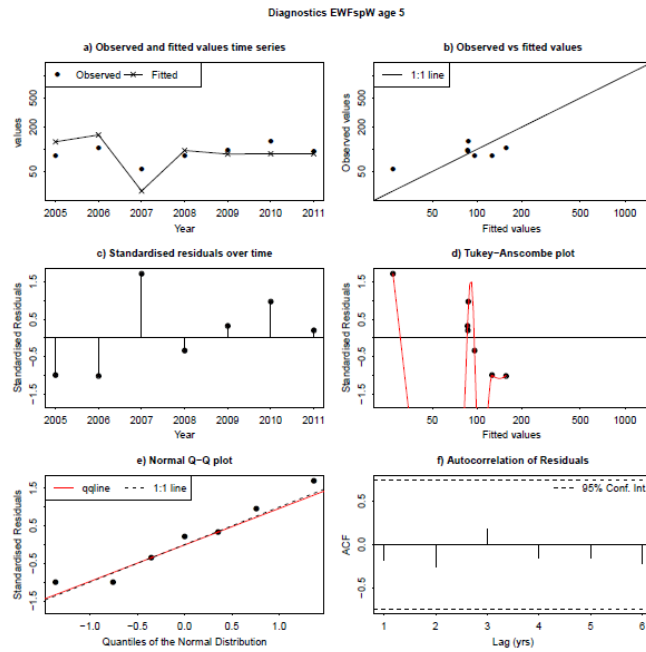 Diagnostics EWFspW age 5
a) Observed and fitted values time series
Observed Fitted
values
500
200
50
2005 2006 2007 2008 2009 2010 2011
Year
b) Observed vs fitted values
1:1 line
Observed values
500
200
50
50 100 200 500 1000
Fitted values
c) Standardised residuals over time
Standardised Residuals
1.5
0.5
−0.5
−1.5
2005 2006 2007 2008 2009 2010 2011
Year
d) Tukey−Anscombe plot
Standardised Residuals
1.5
0.5
−0.5
−1.5
50 100 200 500 1000
Fitted values
e) Normal Q−Q plot
qqline 1:1 line
Standardised Residuals
1.5
0.5
−0.5
−1.5
−1.0 −0.5 0.0 0.5 1.0
Quantiles of the Normal Distribution
f) Autocorrelation of Residuals
95% Conf. Int
ACF
0.5
0.0
−0.5
1 2 3 4 5 6
Lag (yrs)